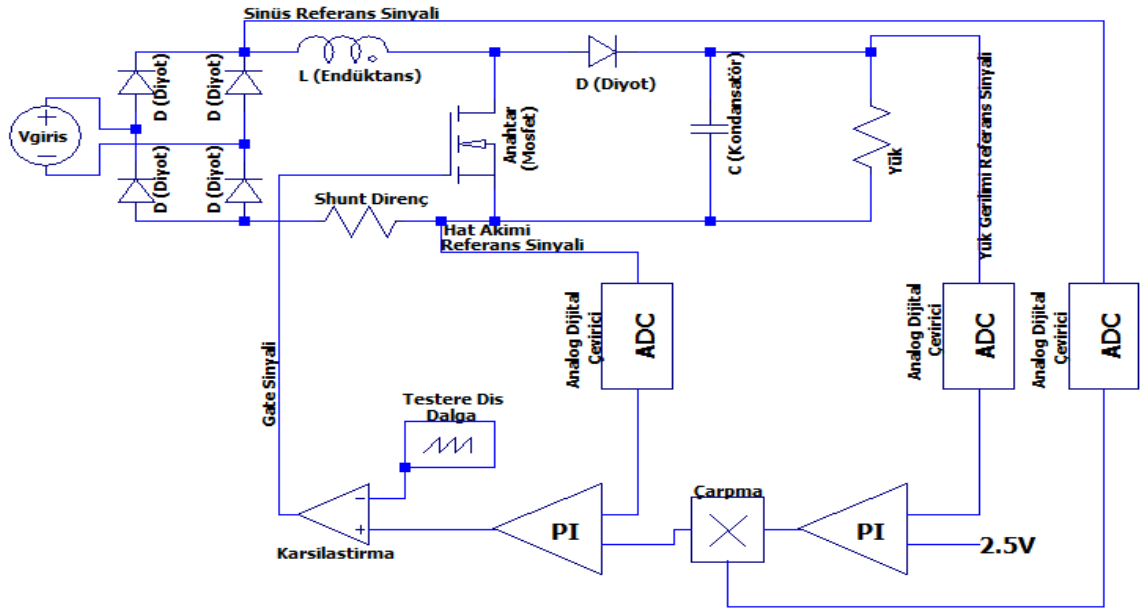 Sinüs Referans Sinyali
L (Endüktans)
D (Diyot)
D (Diyot)
D (Diyot)
Vgiris
Anahtar
(Mosfet)
C (Kondansatör)
Yük
Yük Gerilimi Referans Sinyali
D (Diyot)
D (Diyot)
Shunt Direnç
Hat Akimi
Referans Sinyali
Gate Sinyali
Analog Dijital
Çevirici
ADC
Analog Dijital
Çevirici
ADC
Analog Dijital
Çevirici
ADC
Testere Dis
Dalga
Karsilastirma
PI
Çarpma
PI
2.5V